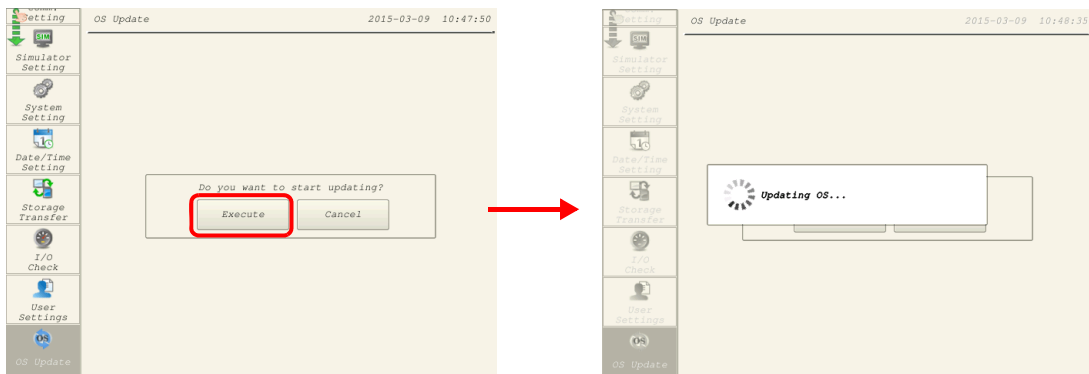 Setting
OS Update
2015-03-09 10:47:50
SIM
Simulator
Setting
System
Setting
Date/Time
Setting
Storage
Transfer
I/O
Check
User
Settings
OS
OS Update
Do you want to start updating?
Execute
Cancel
Setting
OS Update
2015-03-09 10:48:35
SIM
Simulator
Setting
System
Setting
Date/Time
Setting
Storage
Transfer
I/O
Check
User
Settings
OS
OS Update
Updating OS...